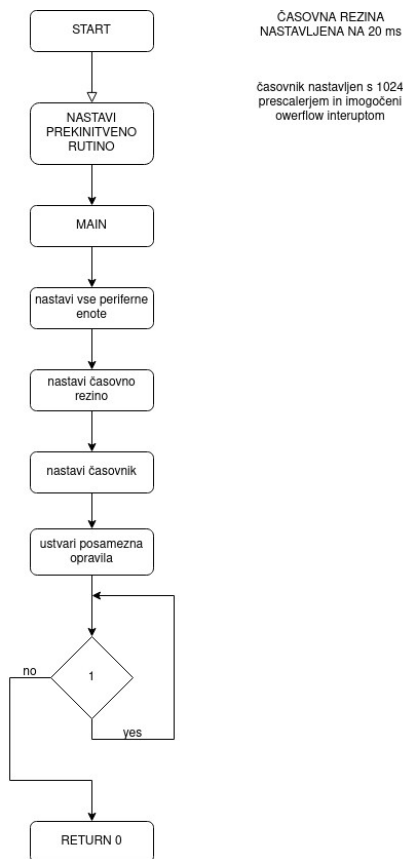 START
ČASOVNA REZINA
NASTAVLJENA NA 20 ms
časovnik nastavljen s 1024
prescalerjem in imogočeni
owerflow interuptom
NASTAVI
PREKINITVENO
RUTINO
MAIN
nastavi vse periferne
enote
nastavi časovno
rezino
nastavi časovnik
ustvari posamezna
opravila
1
no
yes
RETURN 0